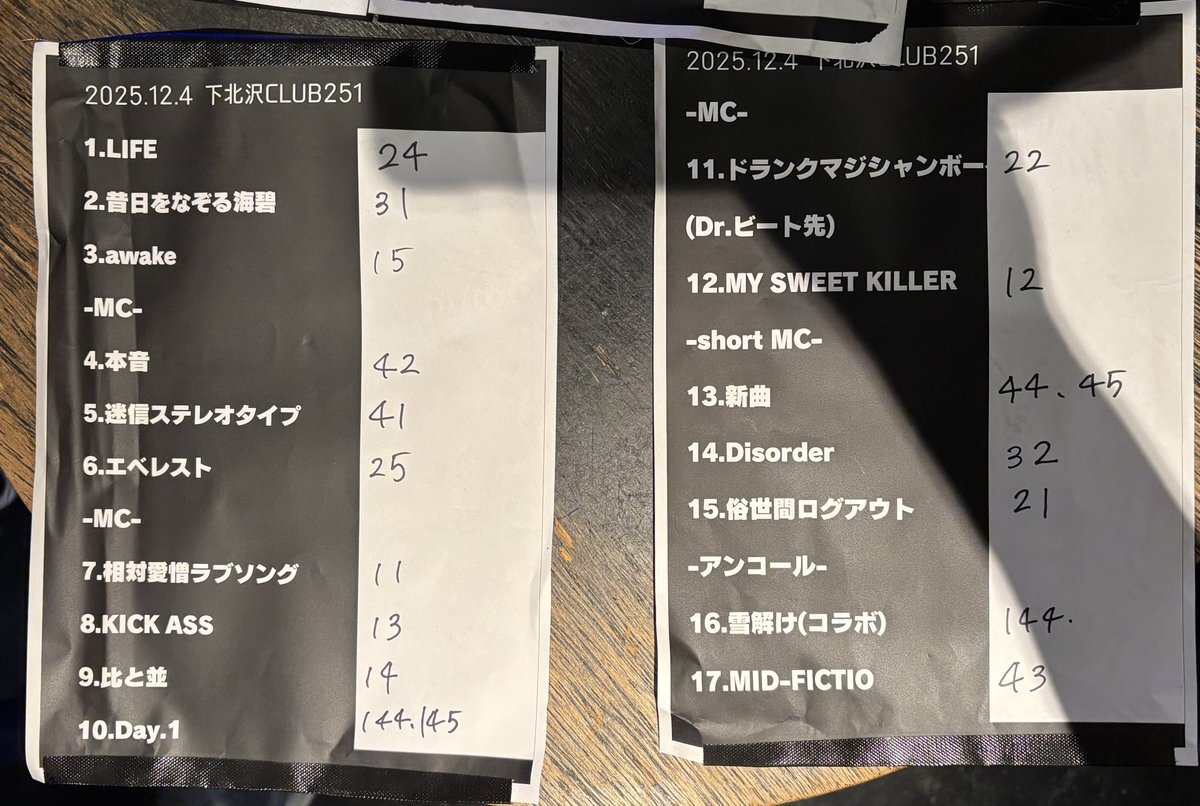 2025.12.4 下北沢CLUB251
1.LIFE 24
2.昔日をなぞる海碧 31
3.awake 15
-MC-
4.本音 42
5.迷信ステレオタイプ 41
6.エベレスト 25
-MC-
7.相対愛憎ラブソング 11
8.KICK ASS 13
9.比と並 14
10.Day.1 144.145
2025.12.4 下北沢CLUB251
-MC-
11.ドランクマジシャンボー 22
(Dr.ビート先)
12.MY SWEET KILLER 12
-short MC-
13.新曲 44、45
14.Disorder 32
15.俗世間ログアウト 21
-アンコール-
16.雪解け(コラボ) 144.
17.MID-FICTIO 43